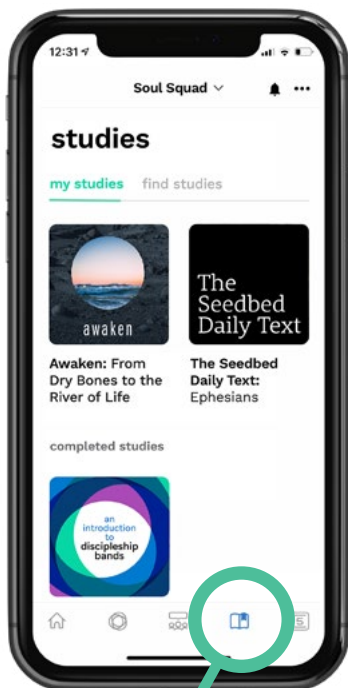 12:31
Soul Squad
studies
my studies find studies
awaken
The
Seedbed
Daily Text
Awaken: From
Dry Bones to the
River of Life
The Seedbed
Daily Text:
Ephesians
completed studies
an
introduction
to
discipleship
bands
S